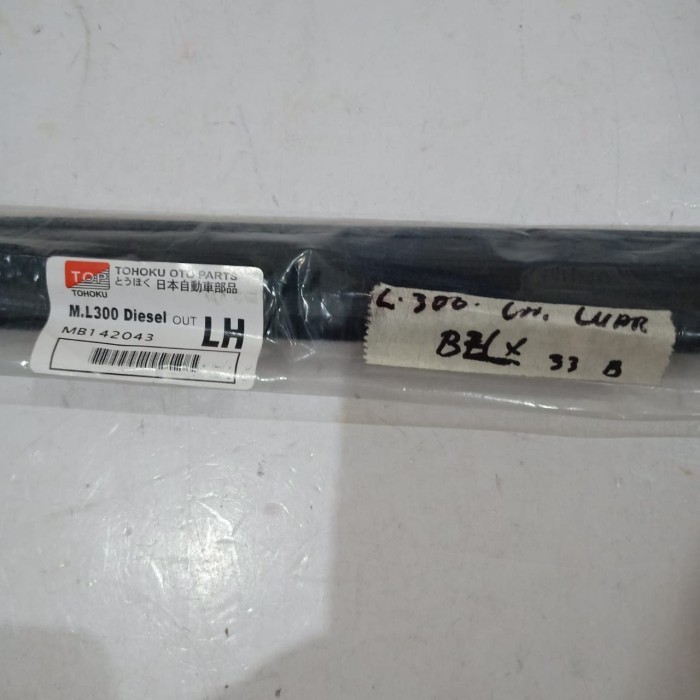 TOP
TOHOKU
TOHOKU OTO PARTS
とうほく 日本自動車部品
M.L300 Diesel OUT LH
MB142043
L.300. LH. LUAR
33 B